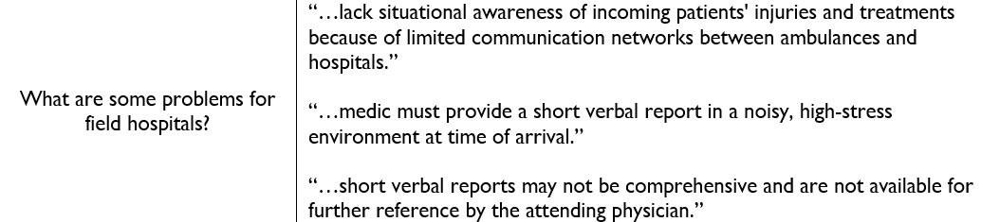 What are some problems for
field hospitals?
“…lack situational awareness of incoming patients' injuries and treatments
because of limited communication networks between ambulances and
hospitals.”
“…medic must provide a short verbal report in a noisy, high-stress
environment at time of arrival.”
“…short verbal reports may not be comprehensive and are not available for
further reference by the attending physician.”